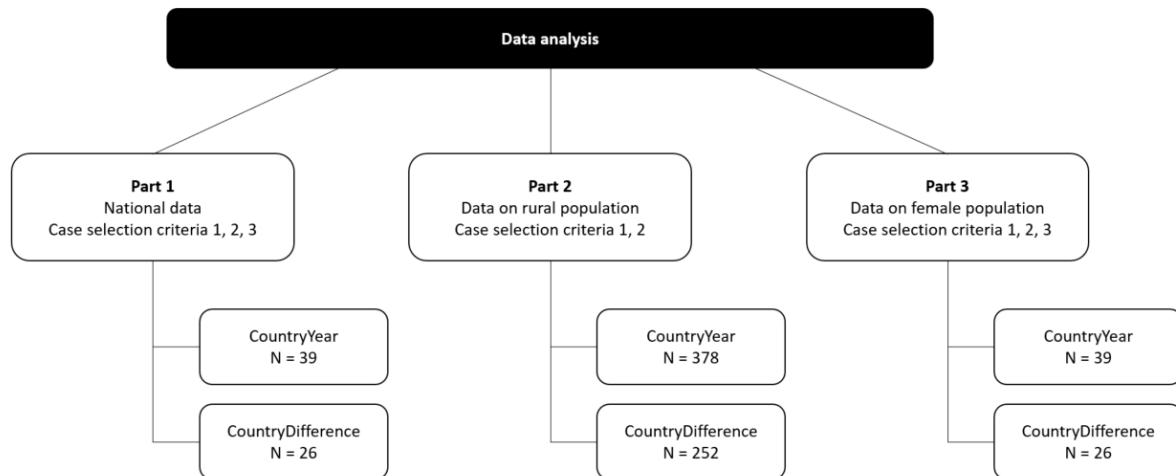 Data analysis
Part 1
National data
Case selection criteria 1, 2, 3
Part 2
Data on rural population
Case selection criteria 1, 2
Part 3
Data on female population
Case selection criteria 1, 2, 3
CountryYear
N = 39
CountryYear
N = 378
CountryYear
N = 39
CountryDifference
N = 26
CountryDifference
N = 252
CountryDifference
N = 26